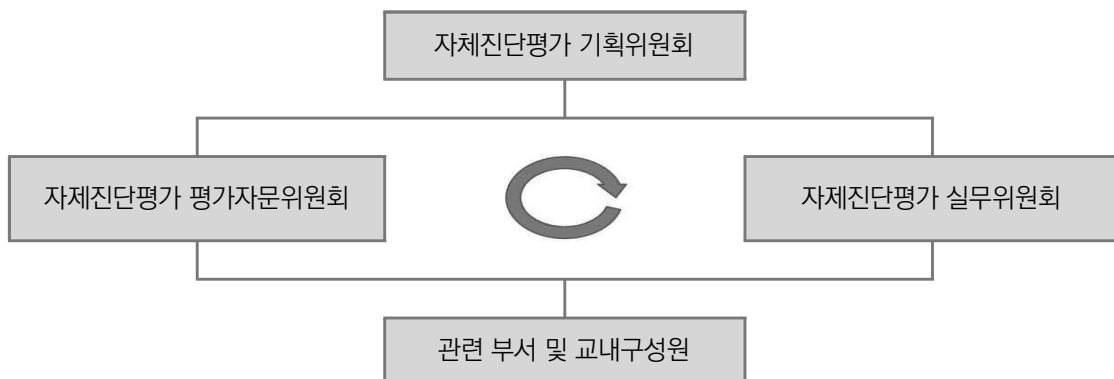 자체진단평가 기획위원회
자제진단평가 평가자문위원회
자제진단평가 실무위원회
관련 부서 및 교내구성원